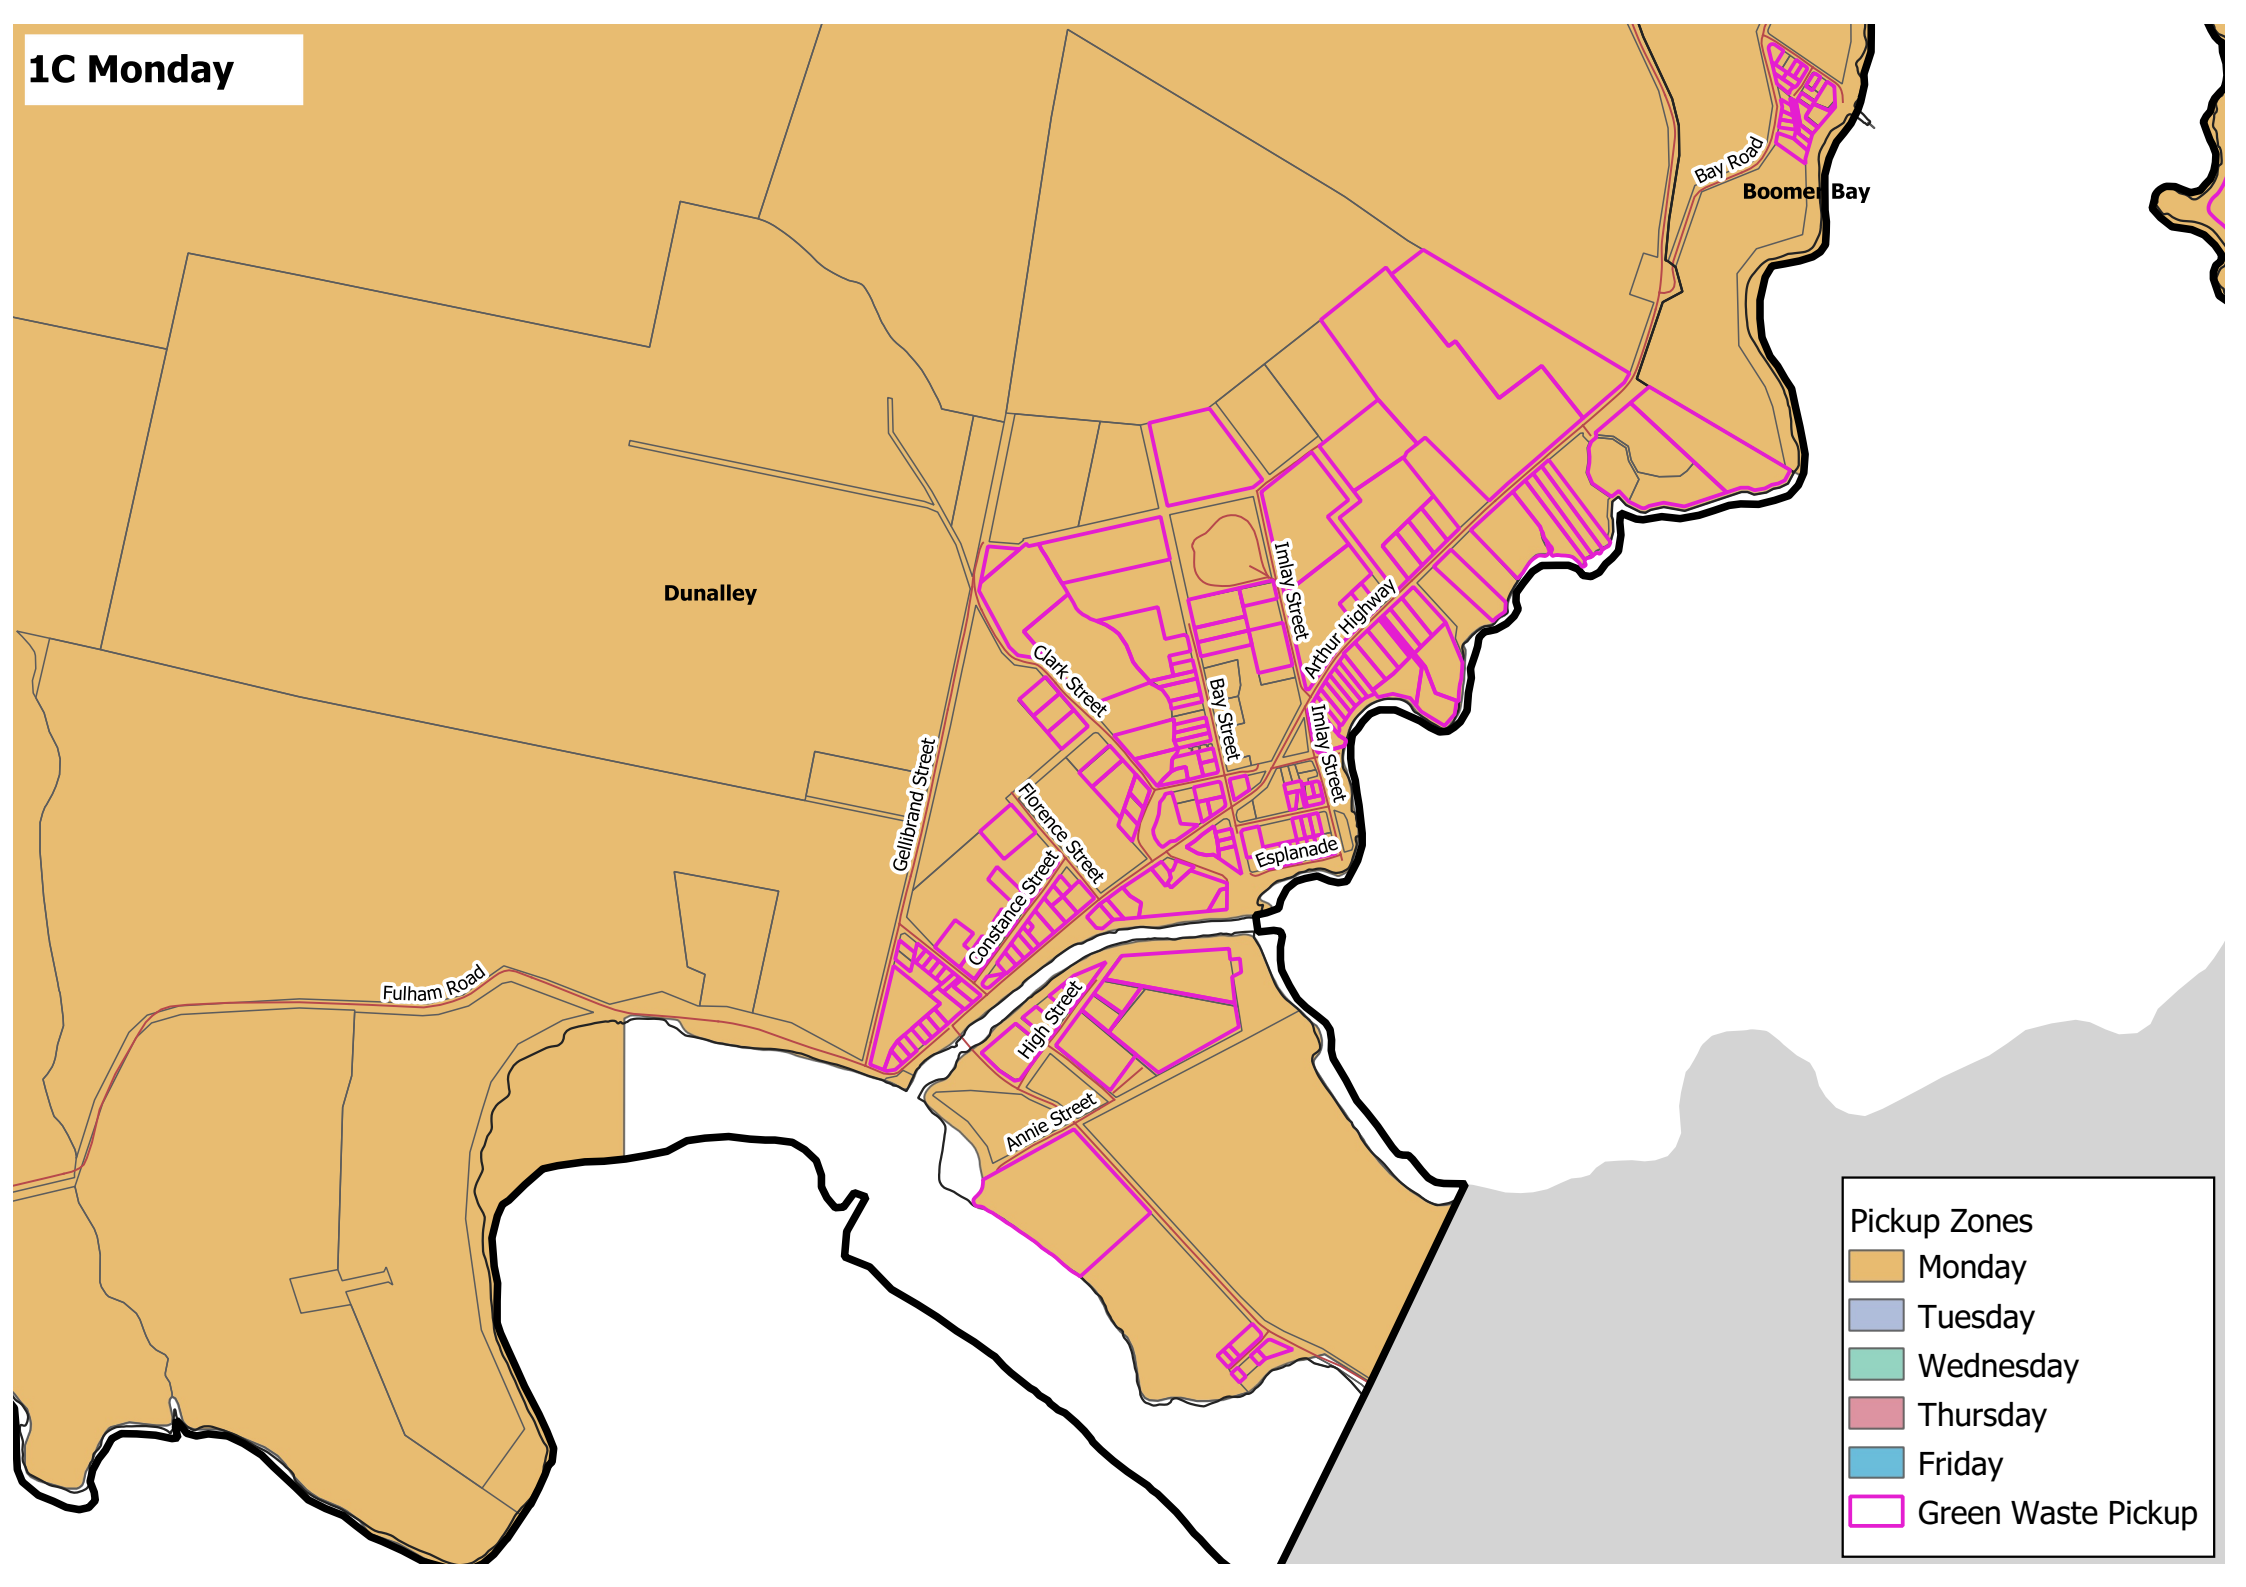 1C Monday
Bay Road
Boomer Bay
Dunalley
Imlay Street
Arthur Highway
Clark Street
Bay Street
Imlay Street
Gellibrand Street
Florence Street
Esplanade
Constance Street
Fulham Road
High Street
Annie Street
Pickup Zones
Monday
Tuesday
Wednesday
Thursday
Friday
Green Waste Pickup